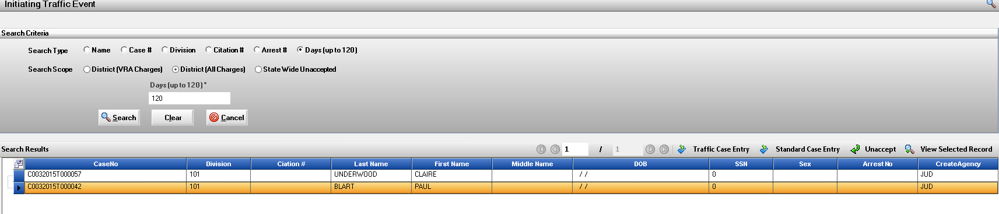 Initiating Traffic Event
Search Criteria
Search Type Name Case # Division Citation # Arrest # Days (up to 120)
Search Scope District (VRA Charges) District (All Charges) State Wide Unaccepted
Days (up to 120) *
120
Search Clear Cancel
Search Results 1 / 1 Traffic Case Entry Standard Case Entry Unaccept View Selected Record
CaseNo Division Ciation # Last Name First Name Middle Name DOB SSN Sex Arrest No CreateAgency
C0032015T000057 101 UNDERWOOD CLAIRE / / 0 JUD
C0032015T000042 101 BLART PAUL / / 0 JUD